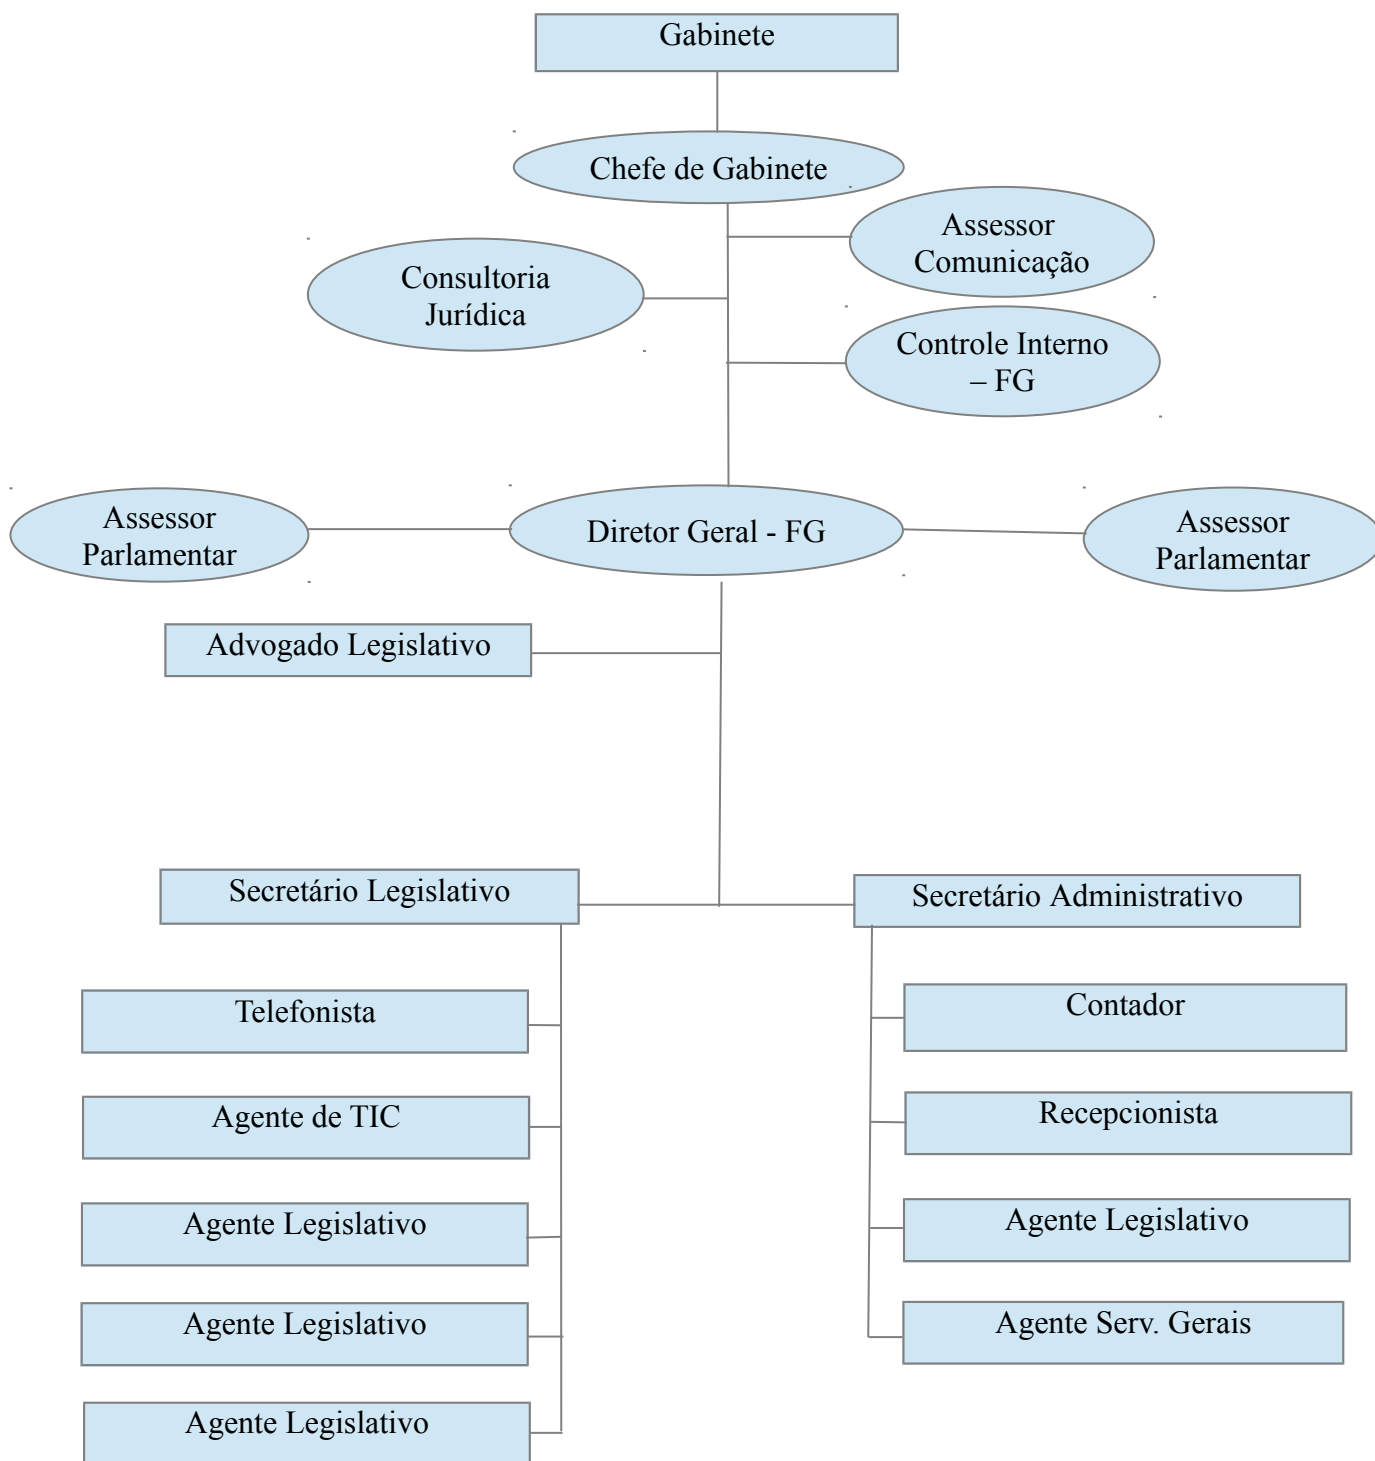 Gabinete
Chefe de Gabinete
Assessor
Comunicação
Consultoria
Jurídica
Controle Interno
– FG
Assessor
Parlamentar
Diretor Geral - FG
Assessor
Parlamentar
Advogado Legislativo
Secretário Legislativo
Secretário Administrativo
Telefonista
Contador
Agente de TIC
Recepcionista
Agente Legislativo
Agente Legislativo
Agente Legislativo
Agente Serv. Gerais
Agente Legislativo